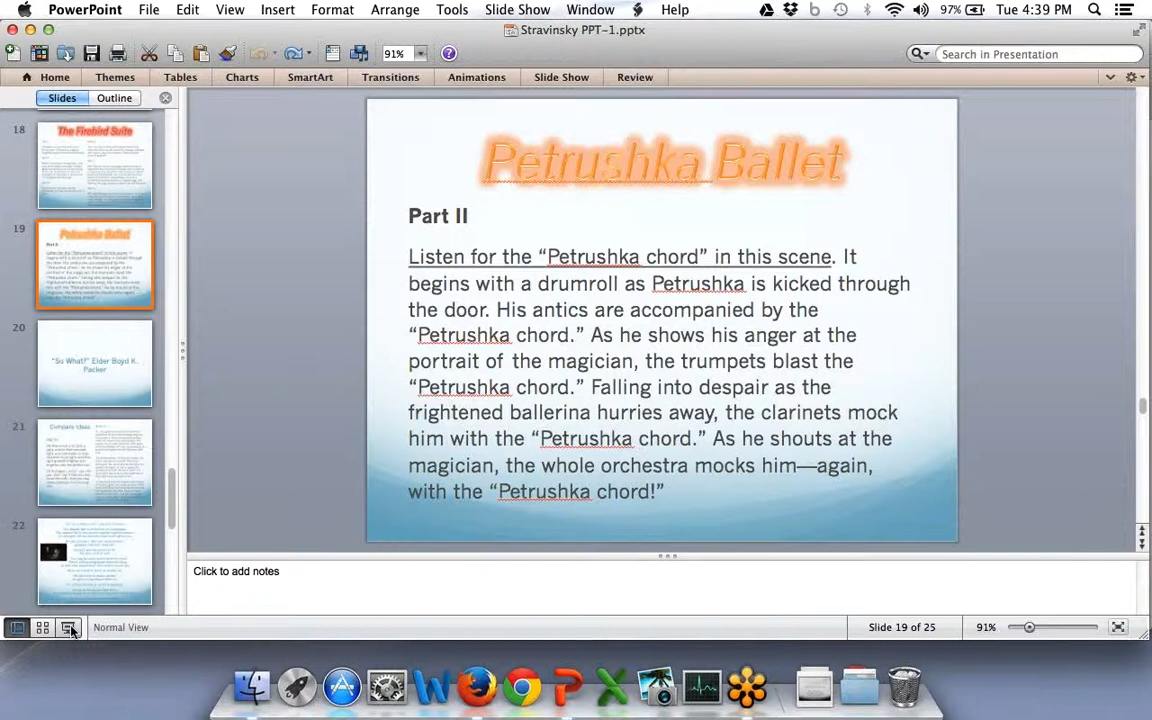 PowerPoint File Edit View Insert Format Arrange Tools Slide Show Window Help 97% Tue 4:39 PM
Stravinsky PPT-1.pptx
91% Search in Presentation
Home Themes Tables Charts SmartArt Transitions Animations Slide Show Review
Slides Outline
18
The Firebird Suite
19
Petrushka Ballet
Part II
20
"So What?" Elder Boyd K.
Packer
21
Company Ideas
22
Petrushka Ballet
Part II
Listen for the “Petrushka chord” in this scene. It
begins with a drumroll as Petrushka is kicked through
the door. His antics are accompanied by the
“Petrushka chord.” As he shows his anger at the
portrait of the magician, the trumpets blast the
“Petrushka chord.” Falling into despair as the
frightened ballerina hurries away, the clarinets mock
him with the “Petrushka chord.” As he shouts at the
magician, the whole orchestra mocks him—again,
with the “Petrushka chord!”
Click to add notes
Normal View Slide 19 of 25 91%